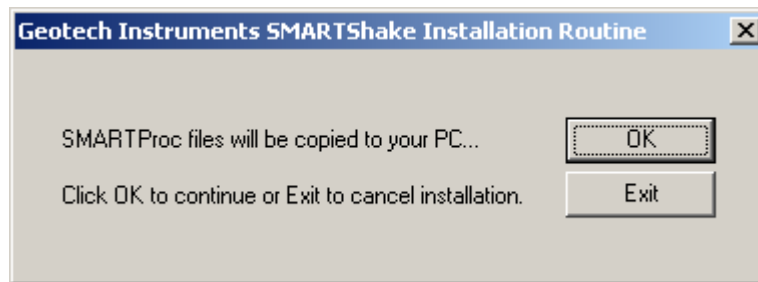 Geotech Instruments SMARTShake Installation Routine
SMARTProc files will be copied to your PC...
OK
Click OK to continue or Exit to cancel installation.
Exit